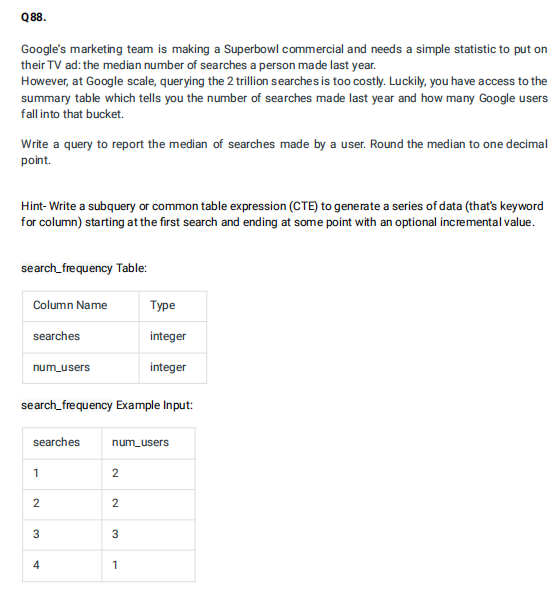 Q88.
Google's marketing team is making a Superbowl commercial and needs a simple statistic to put on
their TV ad: the median number of searches a person made last year.
However, at Google scale, querying the 2 trillion searches is too costly. Luckily, you have access to the
summary table which tells you the number of searches made last year and how many Google users
fall into that bucket.
Write a query to report the median of searches made by a user. Round the median to one decimal
point.
Hint- Write a subquery or common table expression (CTE) to generate a series of data (that's keyword
for column) starting at the first search and ending at some point with an optional incremental value.
search_frequency Table:
Column Name Type
searches integer
num_users integer
search_frequency Example Input:
searches num_users
1 2
2 2
3 3
4 1